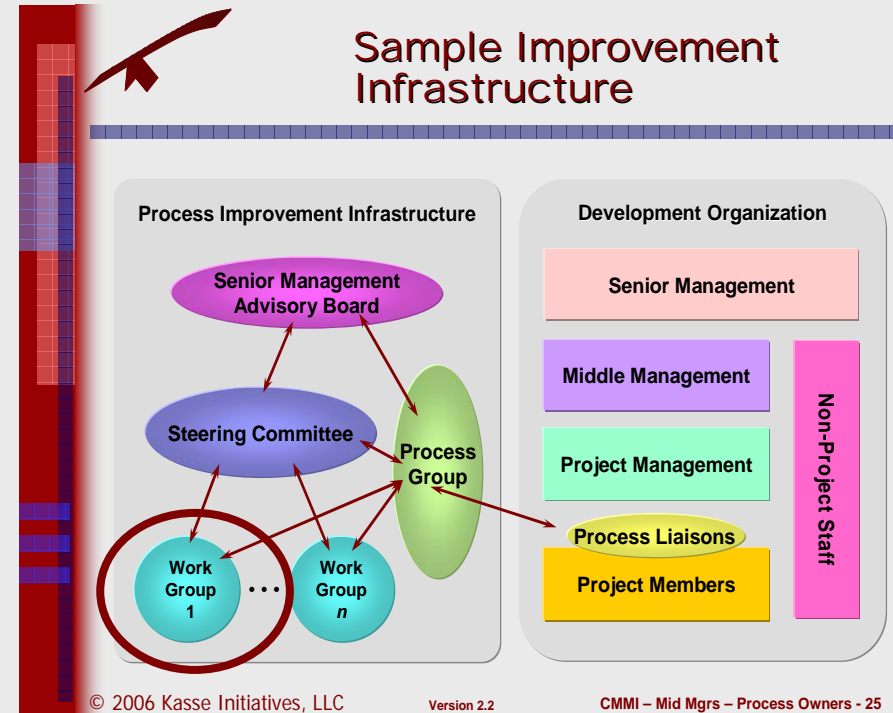 Sample Improvement
Infrastructure
Process Improvement Infrastructure
Senior Management
Advisory Board
Steering Committee
Process
Group
Work
Group
1
...
Work
Group
n
Development Organization
Senior Management
Middle Management
Project Management
Process Liaisons
Project Members
Non-Project Staff
© 2006 Kasse Initiatives, LLC
Version 2.2
CMMI – Mid Mgrs – Process Owners - 25